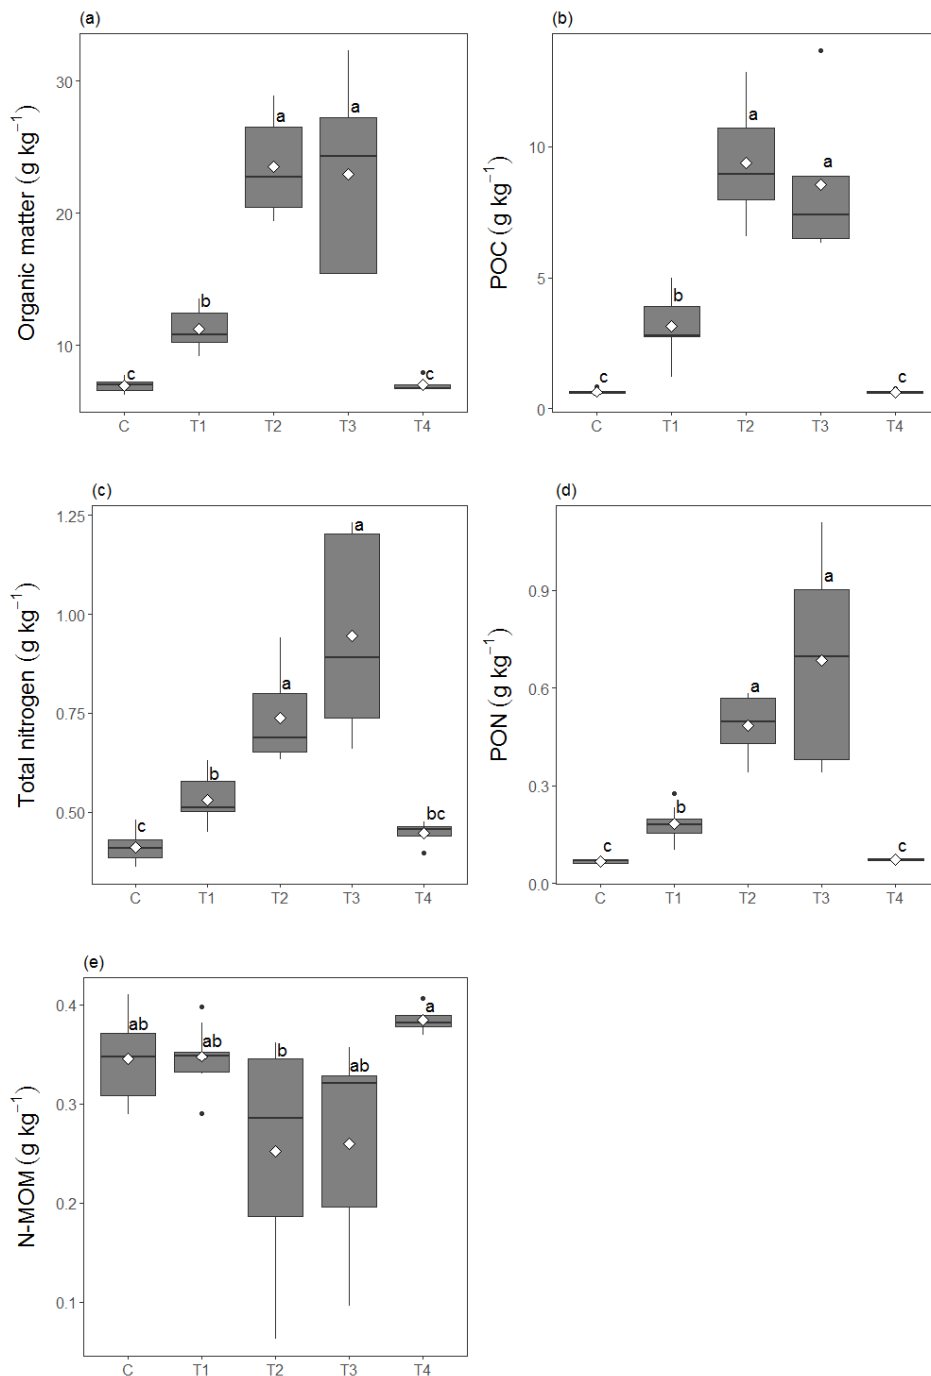 (a)
Organic matter (g kg⁻¹)
30
20
10
a
a
b
c
c
C T1 T2 T3 T4
(b)
POC (g kg⁻¹)
10
5
0
a
a
b
c
c
C T1 T2 T3 T4
(c)
Total nitrogen (g kg⁻¹)
1.25
1.00
0.75
0.50
a
a
b
c
bc
C T1 T2 T3 T4
(d)
PON (g kg⁻¹)
0.9
0.6
0.3
0.0
a
a
b
c
c
C T1 T2 T3 T4
(e)
N-MOM (g kg⁻¹)
0.4
0.3
0.2
0.1
ab
ab
b
ab
a
C T1 T2 T3 T4